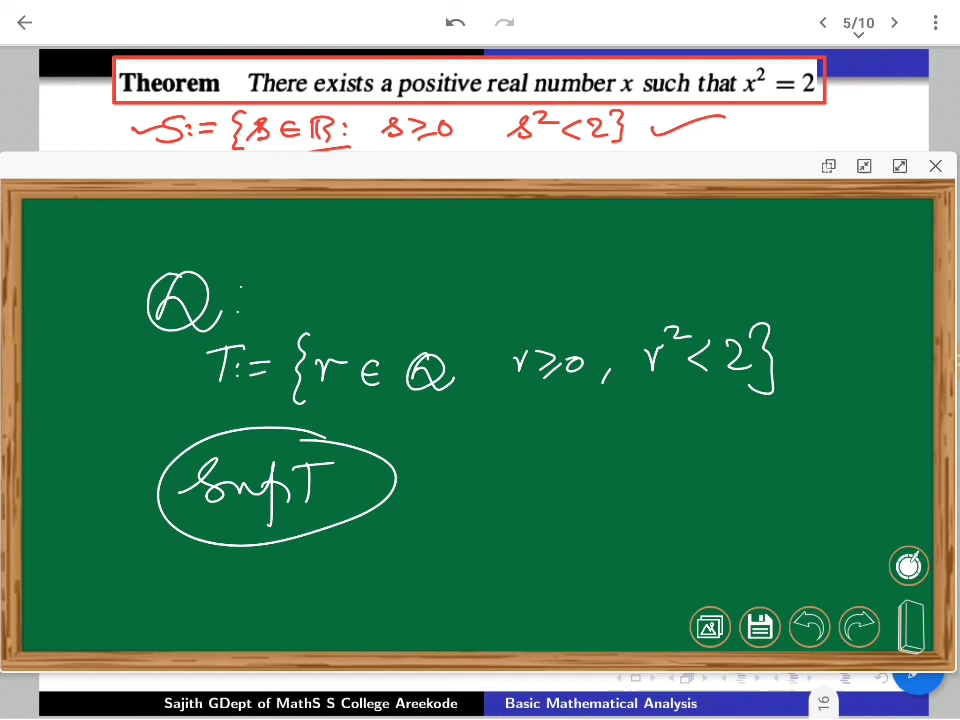 5/10
Theorem There exists a positive real number x such that x² = 2
S := {s ∈ ℝ : s ≥ 0 s² < 2}
Q :
T := {r ∈ Q r ≥ 0 , r² < 2}
Sup T
Sajith GDept of MathS S College Areekode Basic Mathematical Analysis 16